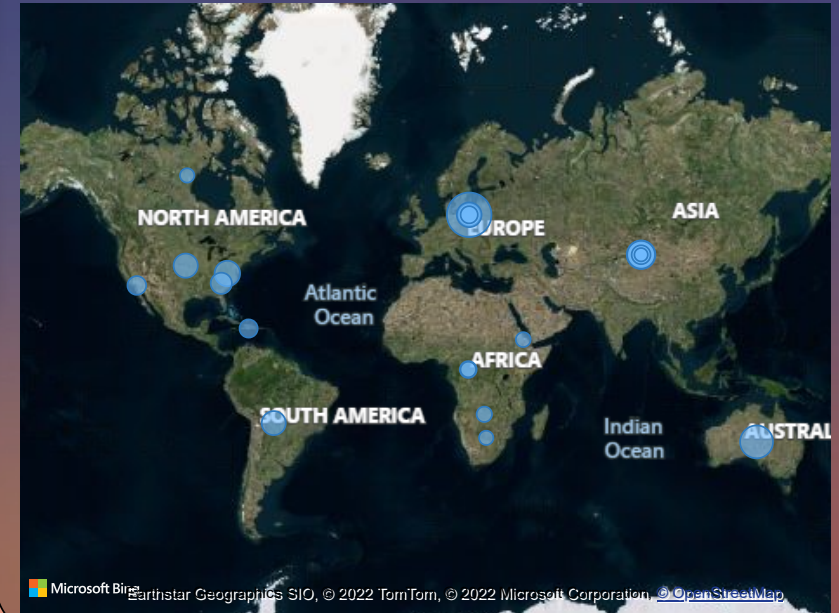 NORTH AMERICA
EUROPE
ASIA
Atlantic
Ocean
AFRICA
SOUTH AMERICA
Indian
Ocean
AUSTRAL
Microsoft Bing
Earthstar Geographics SIO, © 2022 TomTom, © 2022 Microsoft Corporation, © OpenStreetMap